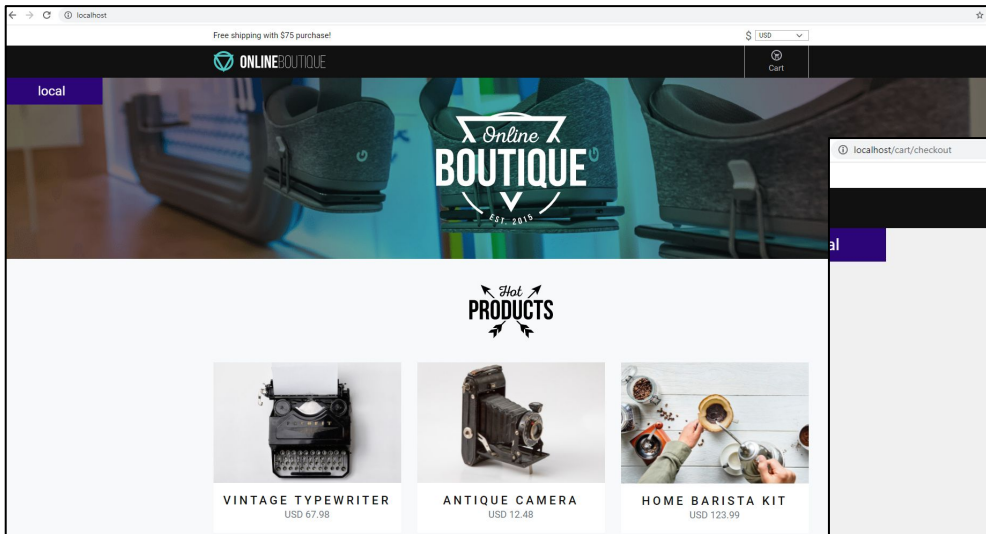 localhost
Free shipping with $75 purchase!
$ USD
ONLINEBOUTIQUE
Cart
local
Online
BOUTIQUE
EST. 2015
localhost/cart/checkout
al
Hot
PRODUCTS
VINTAGE TYPEWRITER
USD 67.98
ANTIQUE CAMERA
USD 12.48
HOME BARISTA KIT
USD 123.99